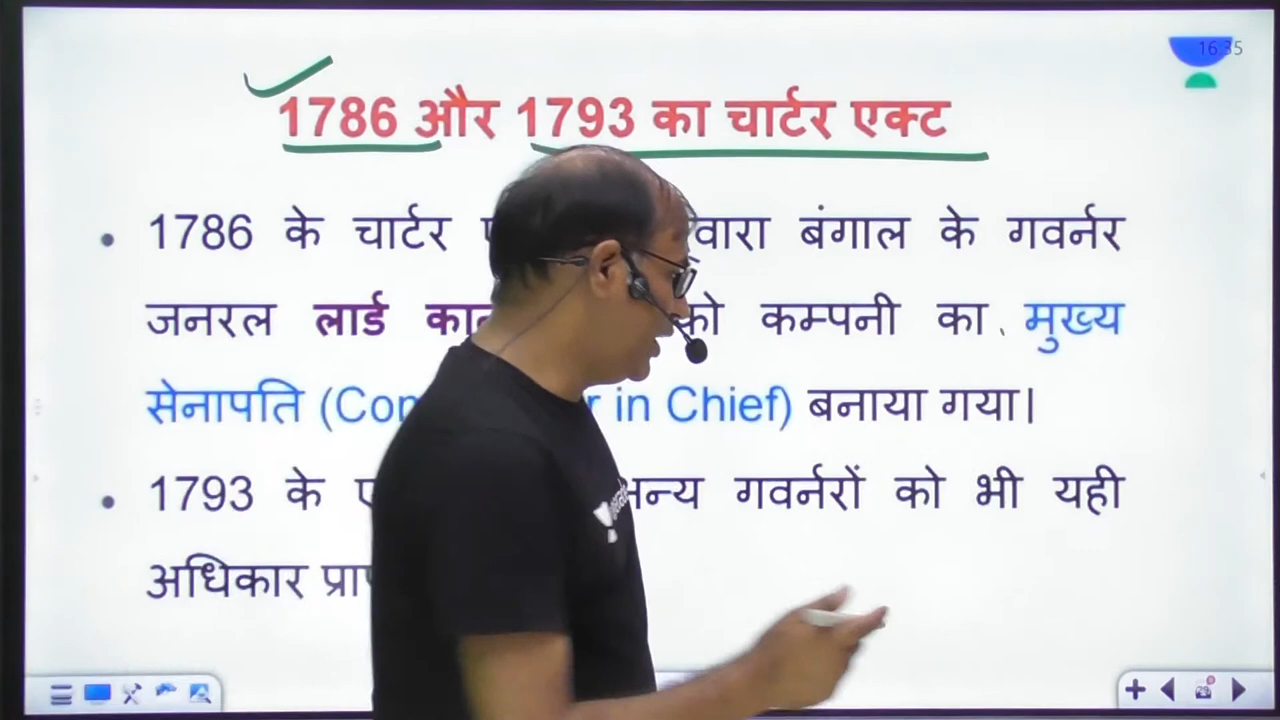 16:35
1786 और 1793 का चार्टर एक्ट
1786 के चार्टर वारा बंगाल के गवर्नर
जनरल लार्ड को कम्पनी का मुख्य
सेनापति in Chief) बनाया गया।
1793 के अन्य गवर्नरों को भी यही
अधिकार